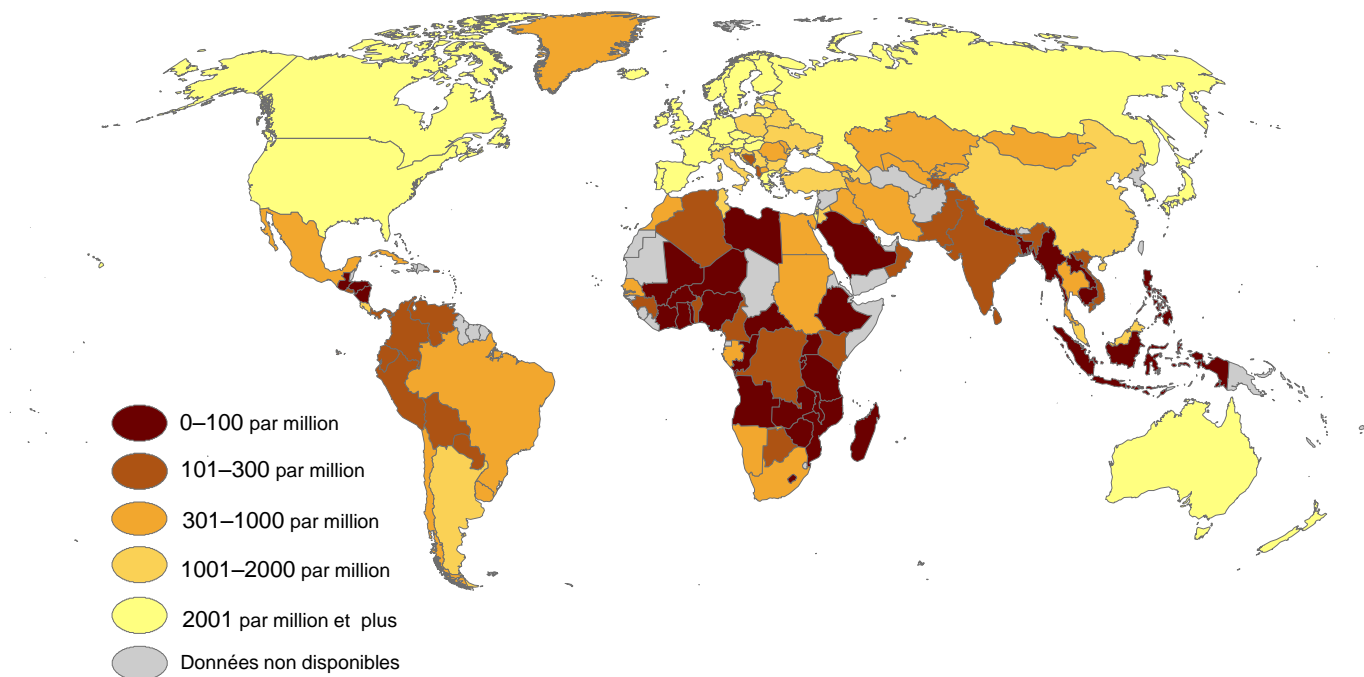 0–100 par million
101–300 par million
301–1000 par million
1001–2000 par million
2001 par million et plus
Données non disponibles